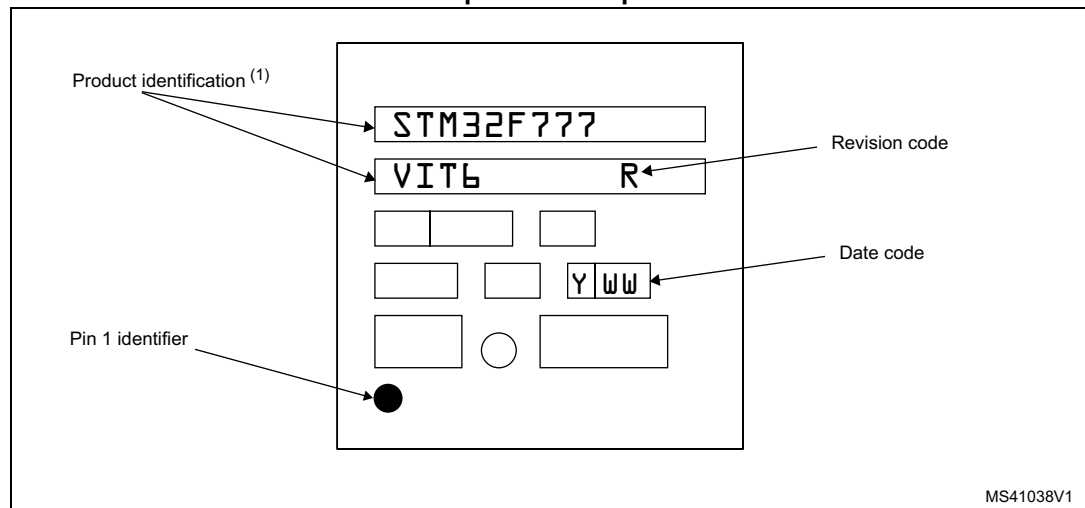 Product identification (1)
STM32F777
Revision code
VIT6 R
Date code
Y WW
Pin 1 identifier
MS41038V1